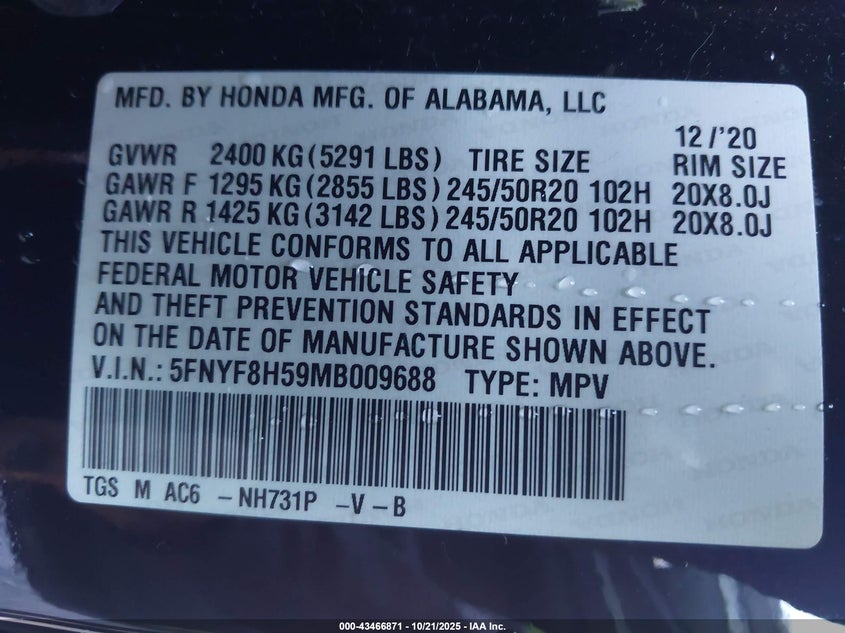 MFD. BY HONDA MFG. OF ALABAMA, LLC
12 /'20
GVWR 2400 KG (5291 LBS) TIRE SIZE RIM SIZE
GAWR F 1295 KG (2855 LBS) 245/50R20 102H 20X8.0J
GAWR R 1425 KG (3142 LBS) 245/50R20 102H 20X8.0J
THIS VEHICLE CONFORMS TO ALL APPLICABLE
FEDERAL MOTOR VEHICLE SAFETY
AND THEFT PREVENTION STANDARDS IN EFFECT
ON THE DATE OF MANUFACTURE SHOWN ABOVE.
V.I.N.: 5FNYF8H59MB009688 TYPE: MPV
TGS M AC6 -NH731P -V-B
000-43466871 - 10/21/2025 - IAA Inc.